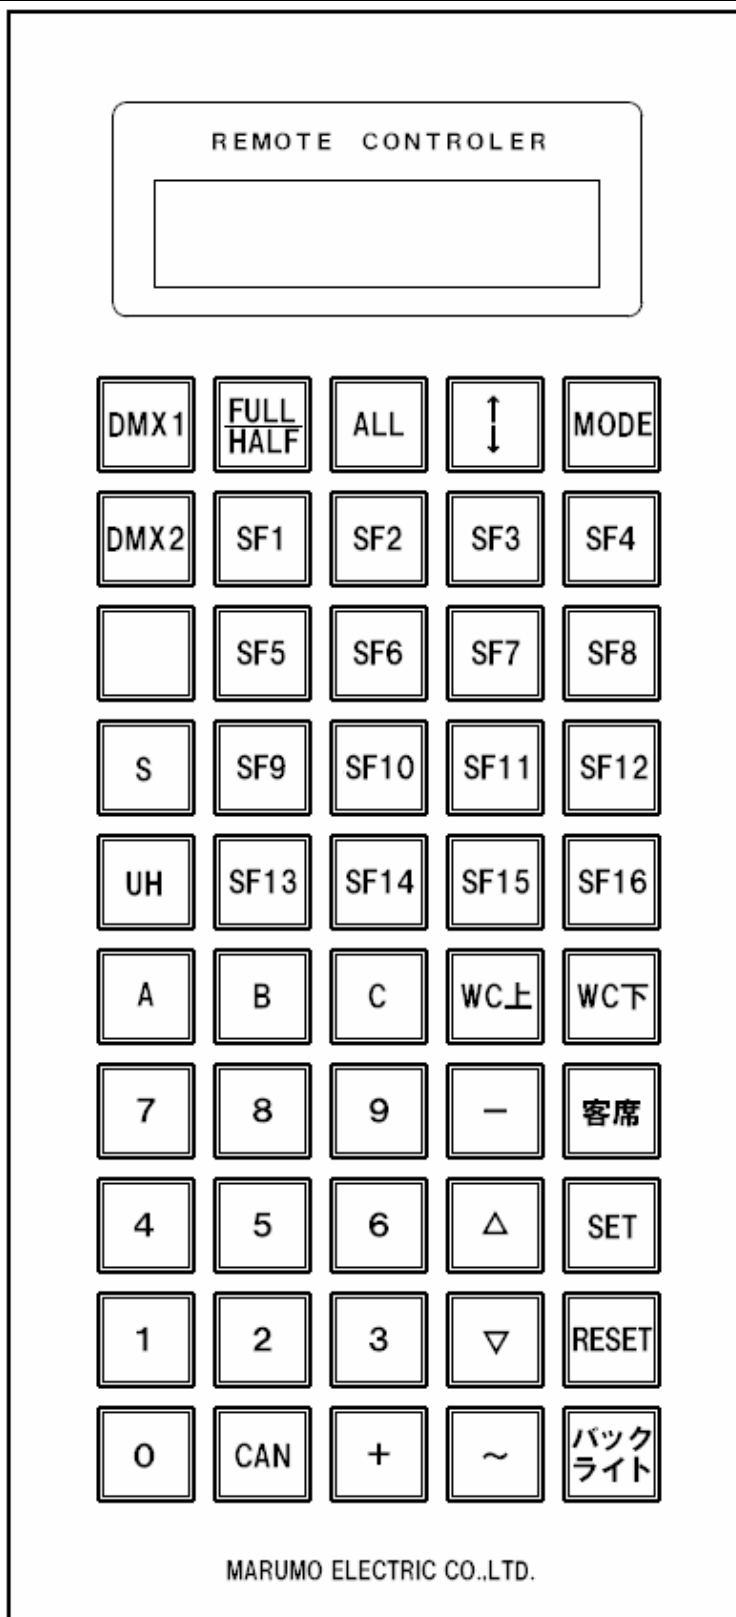 REMOTE CONTROLER
DMX1 FULL ALL ↑ MODE
HALF ↓
DMX2 SF1 SF2 SF3 SF4
SF5 SF6 SF7 SF8
S SF9 SF10 SF11 SF12
UH SF13 SF14 SF15 SF16
A B C WC上 WC下
7 8 9 − 客席
4 5 6 △ SET
1 2 3 ▽ RESET
0 CAN + ～ バック
ライト
MARUMO ELECTRIC CO.,LTD.